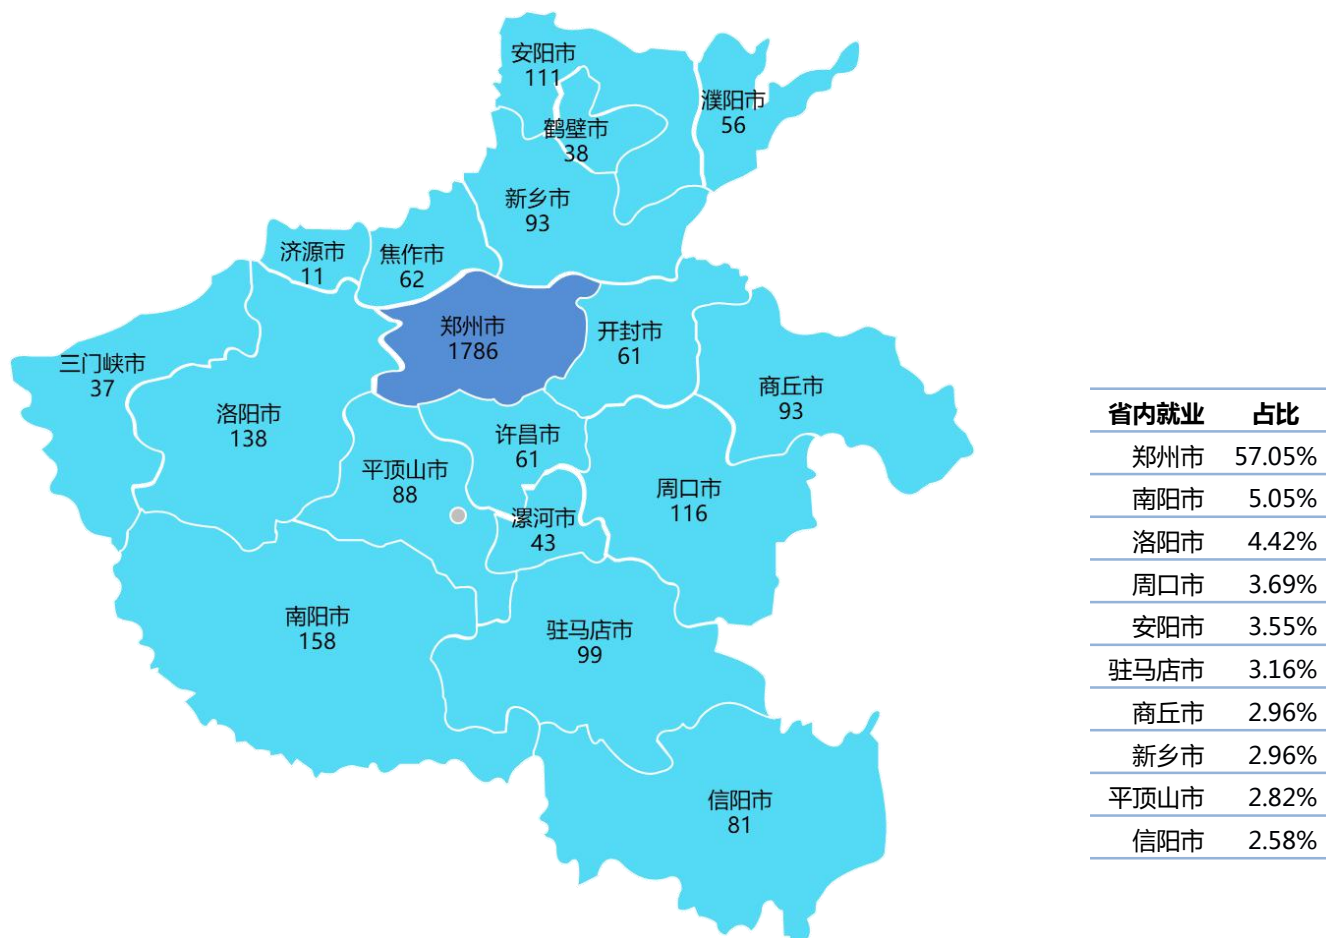 安阳市
111
濮阳市
56
鹤壁市
38
新乡市
93
济源市
11
焦作市
62
郑州市
1786
开封市
61
三门峡市
37
商丘市
93
洛阳市
138
许昌市
61
平顶山市
88
周口市
116
漯河市
43
南阳市
158
驻马店市
99
信阳市
81
省内就业 占比
郑州市 57.05%
南阳市 5.05%
洛阳市 4.42%
周口市 3.69%
安阳市 3.55%
驻马店市 3.16%
商丘市 2.96%
新乡市 2.96%
平顶山市 2.82%
信阳市 2.58%